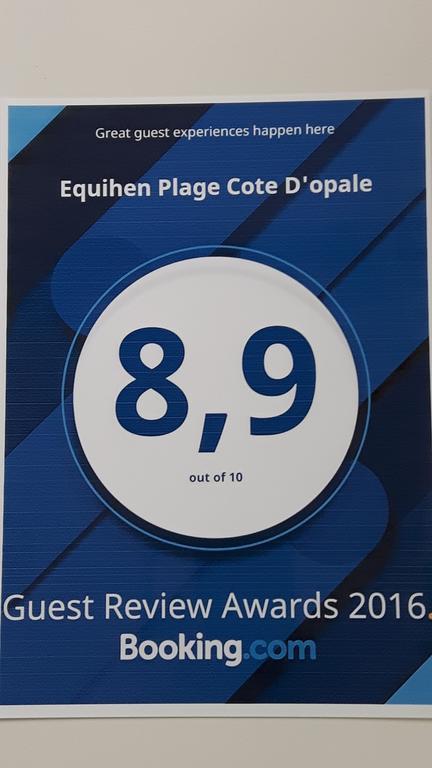 Great guest experiences happen here
Equihen Plage Cote D'opale
8,9
out of 10
Guest Review Awards 2016.
Booking.com